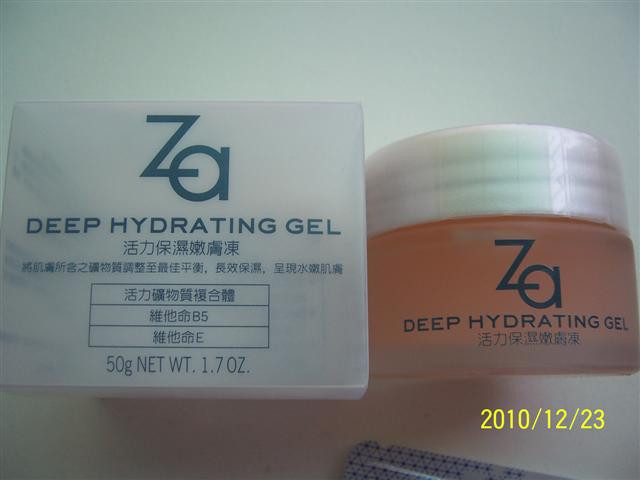 Za
DEEP HYDRATING GEL
活力保濕嫩膚凍
將肌膚所含之礦物質調整至最佳平衡，長效保濕，呈現水嫩肌膚
活力礦物質複合體
維他命B5
維他命E
50g NET WT. 1.7 OZ.
Za
DEEP HYDRATING GEL
活力保濕嫩膚凍
2010/12/23